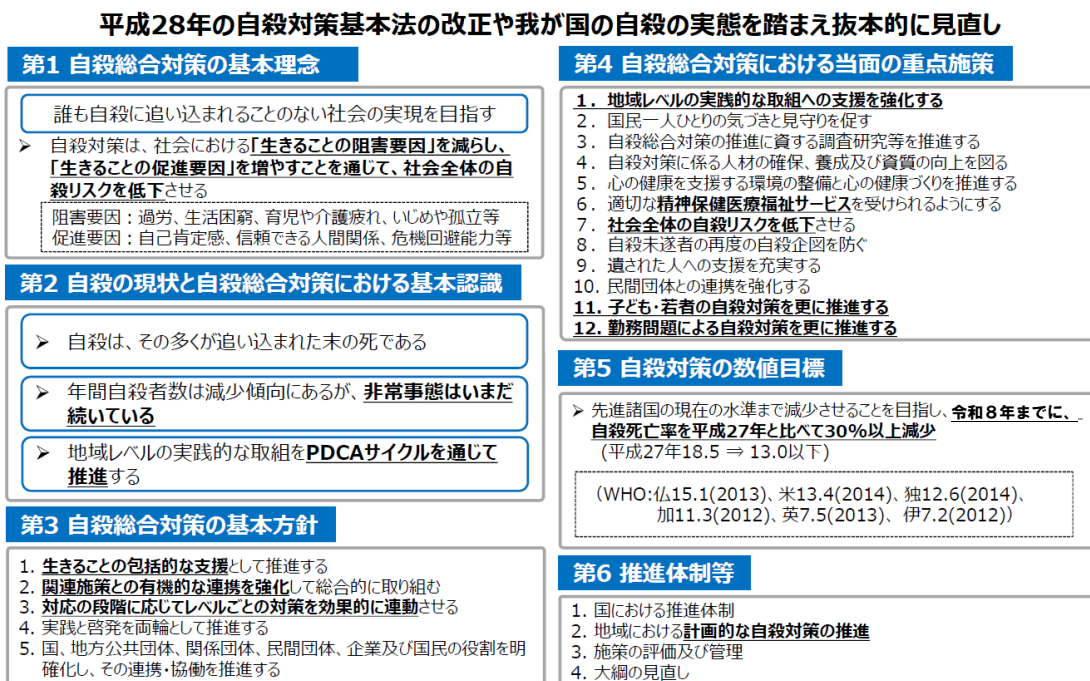 平成28年の自殺対策基本法の改正や我が国の自殺の実態を踏まえ抜本的に見直し
第1 自殺総合対策の基本理念
誰も自殺に追い込まれることのない社会の実現を目指す
➢ 自殺対策は、社会における「生きることの阻害要因」を減らし、
「生きることの促進要因」を増やすことを通じて、社会全体の自
殺リスクを低下させる
阻害要因：過労、生活困窮、育児や介護疲れ、いじめや孤立等
促進要因：自己肯定感、信頼できる人間関係、危機回避能力等
第2 自殺の現状と自殺総合対策における基本認識
➢ 自殺は、その多くが追い込まれた末の死である
➢ 年間自殺者数は減少傾向にあるが、非常事態はいまだ
続いている
➢ 地域レベルの実践的な取組をPDCAサイクルを通じて
推進する
第3 自殺総合対策の基本方針
1. 生きることの包括的な支援として推進する
2. 関連施策との有機的な連携を強化して総合的に取り組む
3. 対応の段階に応じてレベルごとの対策を効果的に連動させる
4. 実践と啓発を両輪として推進する
5. 国、地方公共団体、関係団体、民間団体、企業及び国民の役割を明
確化し、その連携・協働を推進する
第4 自殺総合対策における当面の重点施策
1. 地域レベルの実践的な取組への支援を強化する
2. 国民一人ひとりの気づきと見守りを促す
3. 自殺総合対策の推進に資する調査研究等を推進する
4. 自殺対策に係る人材の確保、養成及び資質の向上を図る
5. 心の健康を支援する環境の整備と心の健康づくりを推進する
6. 適切な精神保健医療福祉サービスを受けられるようにする
7. 社会全体の自殺リスクを低下させる
8. 自殺未遂者の再度の自殺企図を防ぐ
9. 遺された人への支援を充実する
10. 民間団体との連携を強化する
11. 子ども・若者の自殺対策を更に推進する
12. 勤務問題による自殺対策を更に推進する
第5 自殺対策の数値目標
➢ 先進諸国の現在の水準まで減少させることを目指し、令和８年までに、
自殺死亡率を平成27年と比べて30％以上減少
(平成27年18.5 ⇒ 13.0以下)
（WHO:仏15.1(2013)、米13.4(2014)、独12.6(2014)、
加11.3(2012)、英7.5(2013)、伊7.2(2012)）
第6 推進体制等
1. 国における推進体制
2. 地域における計画的な自殺対策の推進
3. 施策の評価及び管理
4. 大綱の見直し